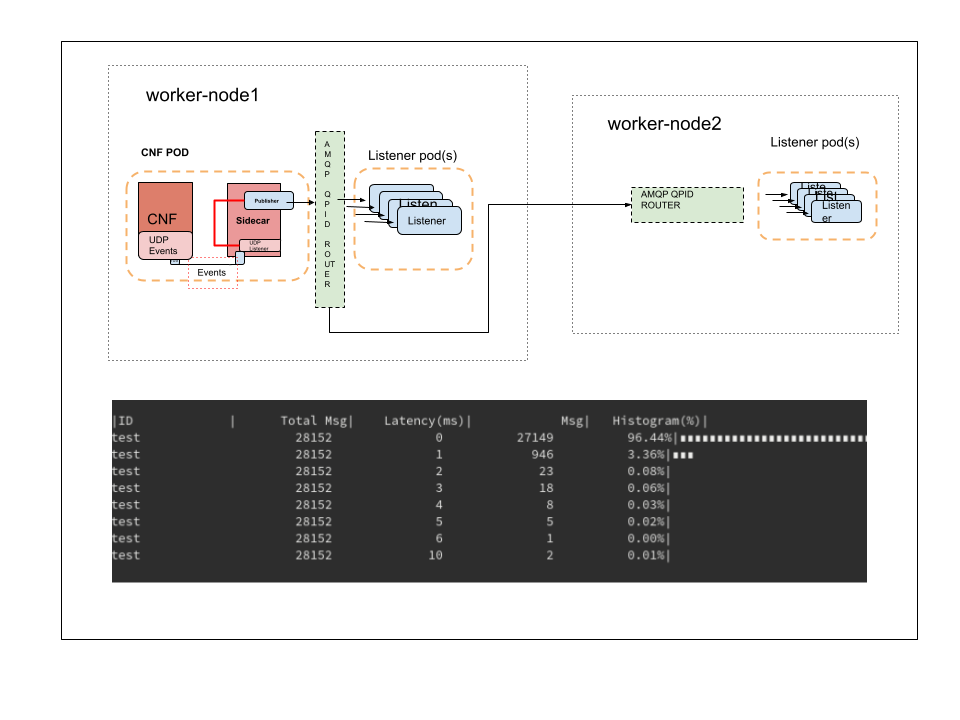 worker-node1
CNF POD
CNF
UDP
Events
Publisher
Sidecar
UDP
Listener
Events
A
M
Q
P
Q
P
I
D
R
O
UT
E
R
Listener pod(s)
Listen
Listener
worker-node2
AMQP QPID
ROUTER
Listener pod(s)
Liste
Liste
List
Listen
er
|ID | Total Msg| Latency(ms)| Msg| Histogram(%)|
test 28152 0 27149 96.44%|
test 28152 1 946 3.36%|
test 28152 2 23 0.08%|
test 28152 3 18 0.06%|
test 28152 4 8 0.03%|
test 28152 5 5 0.02%|
test 28152 6 1 0.00%|
test 28152 10 2 0.01%|